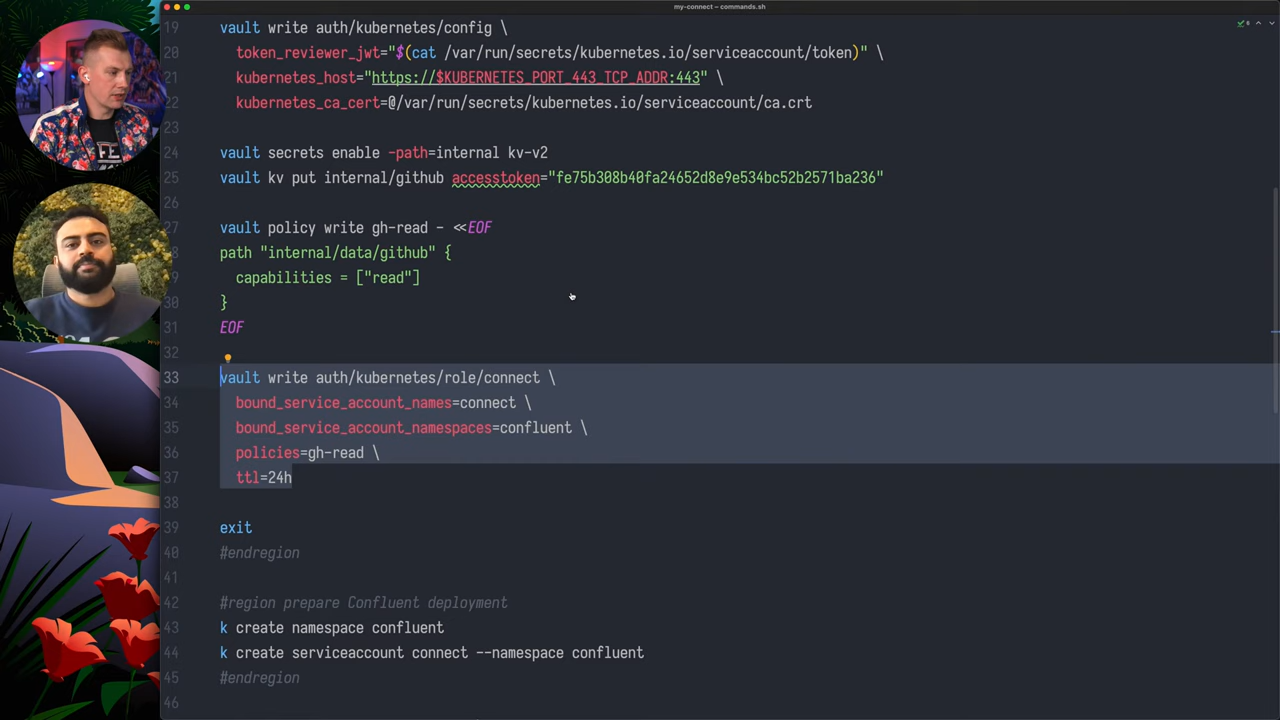 my-connect – commands.sh
6
19 vault write auth/kubernetes/config \
20 token_reviewer_jwt="$(cat /var/run/secrets/kubernetes.io/serviceaccount/token)" \
21 kubernetes_host="https://$KUBERNETES_PORT_443_TCP_ADDR:443" \
22 kubernetes_ca_cert=@/var/run/secrets/kubernetes.io/serviceaccount/ca.crt
23
24 vault secrets enable -path=internal kv-v2
25 vault kv put internal/github accesstoken="fe75b308b40fa24652d8e9e534bc52b2571ba236"
26
27 vault policy write gh-read - <<EOF
28 path "internal/data/github" {
29 capabilities = ["read"]
30 }
31 EOF
32
33 vault write auth/kubernetes/role/connect \
34 bound_service_account_names=connect \
35 bound_service_account_namespaces=confluent \
36 policies=gh-read \
37 ttl=24h
38
39 exit
40 #endregion
41
42 #region prepare Confluent deployment
43 k create namespace confluent
44 k create serviceaccount connect --namespace confluent
45 #endregion
46